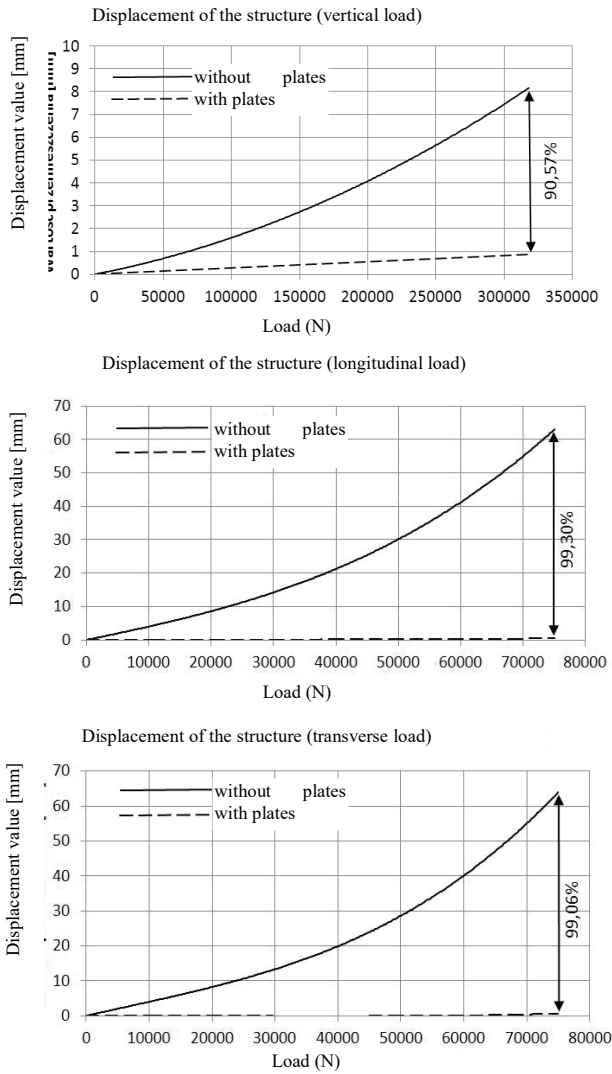 Displacement of the structure (vertical load)
Displacement value [mm]
10
9
8
7
6
5
4
3
2
1
0
without plates
with plates
90,57%
0 50000 100000 150000 200000 250000 300000 350000
Load (N)
Displacement of the structure (longitudinal load)
Displacement value [mm]
70
60
50
40
30
20
10
0
without plates
with plates
99,30%
0 10000 20000 30000 40000 50000 60000 70000 80000
Load (N)
Displacement of the structure (transverse load)
Displacement value [mm]
70
60
50
40
30
20
10
0
without plates
with plates
99,06%
0 10000 20000 30000 40000 50000 60000 70000 80000
Load (N)